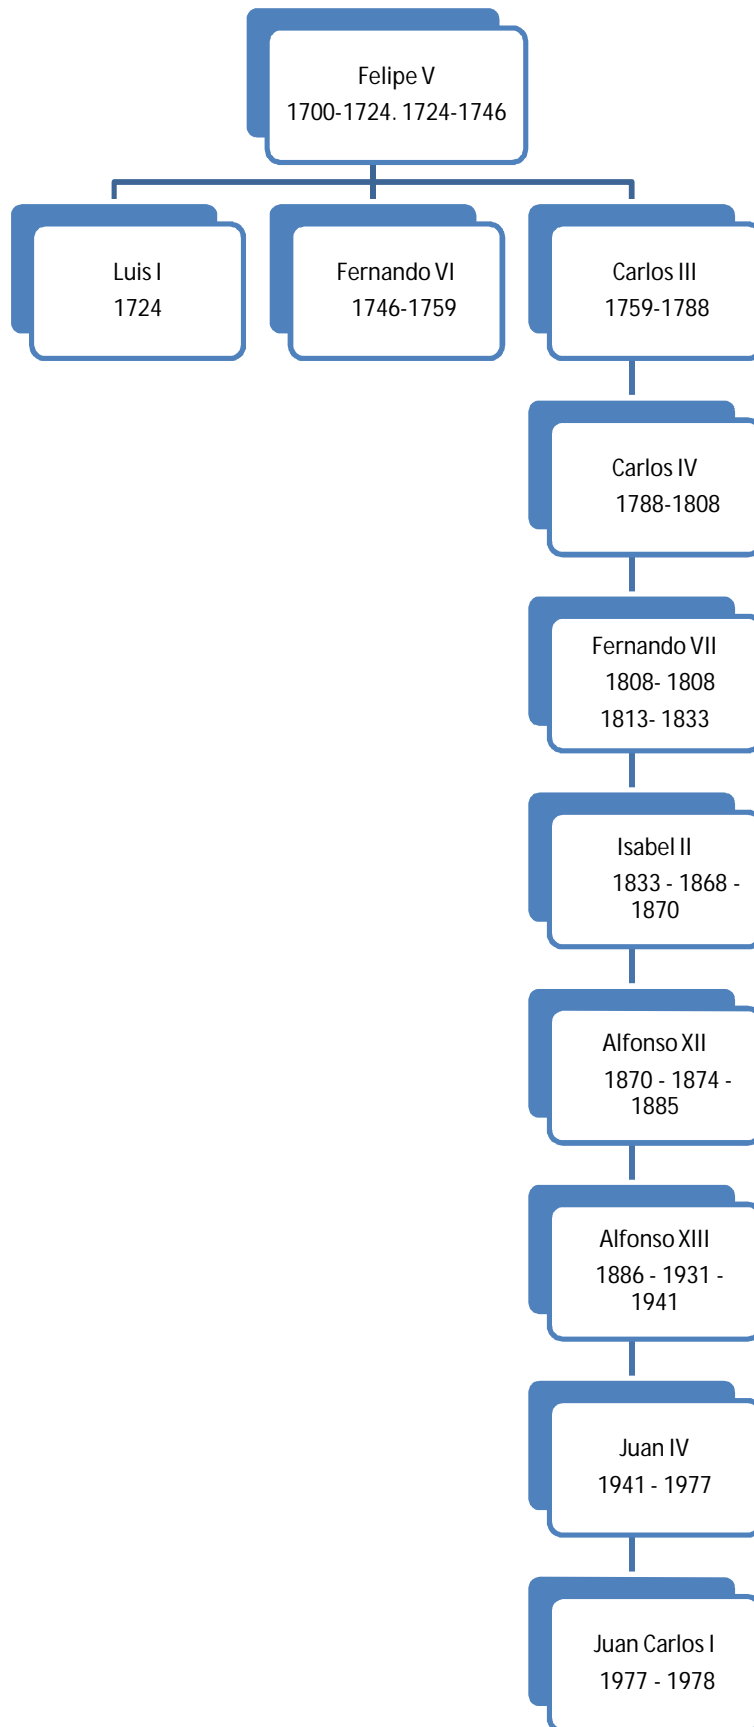 Felipe V
1700-1724. 1724-1746
Luis I
1724
Fernando VI
1746-1759
Carlos III
1759-1788
Carlos IV
1788-1808
Fernando VII
1808- 1808
1813- 1833
Isabel II
1833 - 1868 -
1870
Alfonso XII
1870 - 1874 -
1885
Alfonso XIII
1886 - 1931 -
1941
Juan IV
1941 - 1977
Juan Carlos I
1977 - 1978